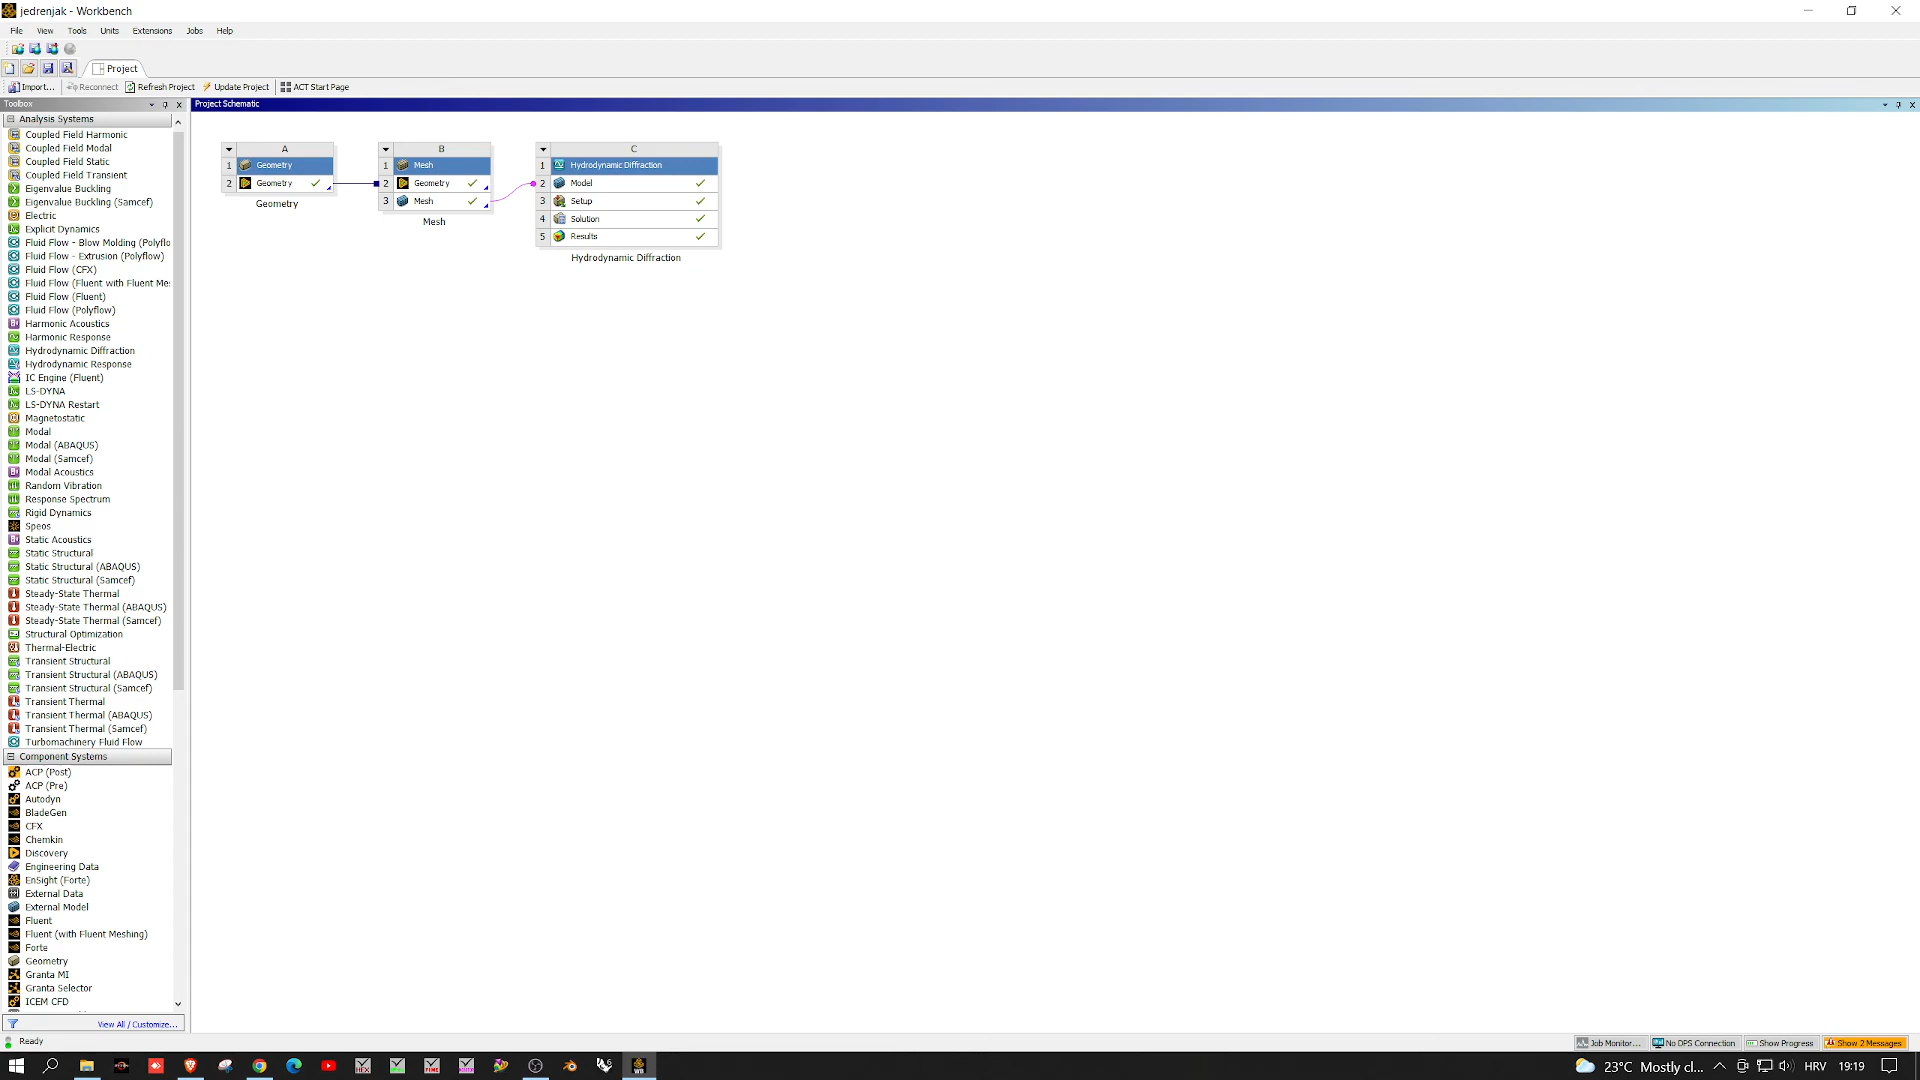 jedrenjak - Workbench
File View Tools Units Extensions Jobs Help
Project
Import... Reconnect Refresh Project Update Project ACT Start Page
Toolbox
Analysis Systems
Coupled Field Harmonic
Coupled Field Modal
Coupled Field Static
Coupled Field Transient
Eigenvalue Buckling
Eigenvalue Buckling (Samcef)
Electric
Explicit Dynamics
Fluid Flow - Blow Molding (Polyflo
Fluid Flow - Extrusion (Polyflow)
Fluid Flow (CFX)
Fluid Flow (Fluent with Fluent Me
Fluid Flow (Fluent)
Fluid Flow (Polyflow)
Harmonic Acoustics
Harmonic Response
Hydrodynamic Diffraction
Hydrodynamic Response
IC Engine (Fluent)
LS-DYNA
LS-DYNA Restart
Magnetostatic
Modal
Modal (ABAQUS)
Modal (Samcef)
Modal Acoustics
Random Vibration
Response Spectrum
Rigid Dynamics
Speos
Static Acoustics
Static Structural
Static Structural (ABAQUS)
Static Structural (Samcef)
Steady-State Thermal
Steady-State Thermal (ABAQUS)
Steady-State Thermal (Samcef)
Structural Optimization
Thermal-Electric
Transient Structural
Transient Structural (ABAQUS)
Transient Structural (Samcef)
Transient Thermal
Transient Thermal (ABAQUS)
Transient Thermal (Samcef)
Turbomachinery Fluid Flow
Component Systems
ACP (Post)
ACP (Pre)
Autodyn
BladeGen
CFX
Chemkin
Discovery
Engineering Data
EnSight (Forte)
External Data
External Model
Fluent
Fluent (with Fluent Meshing)
Forte
Geometry
Granta MI
Granta Selector
ICEM CFD
View All / Customize...
Project Schematic
A
1 Geometry
2 Geometry
Geometry
B
1 Mesh
2 Geometry
3 Mesh
Mesh
C
1 Hydrodynamic Diffraction
2 Model
3 Setup
4 Solution
5 Results
Hydrodynamic Diffraction
Ready
Job Monitor... No DPS Connection Show Progress Show 2 Messages
23°C Mostly cl... HRV 19:19